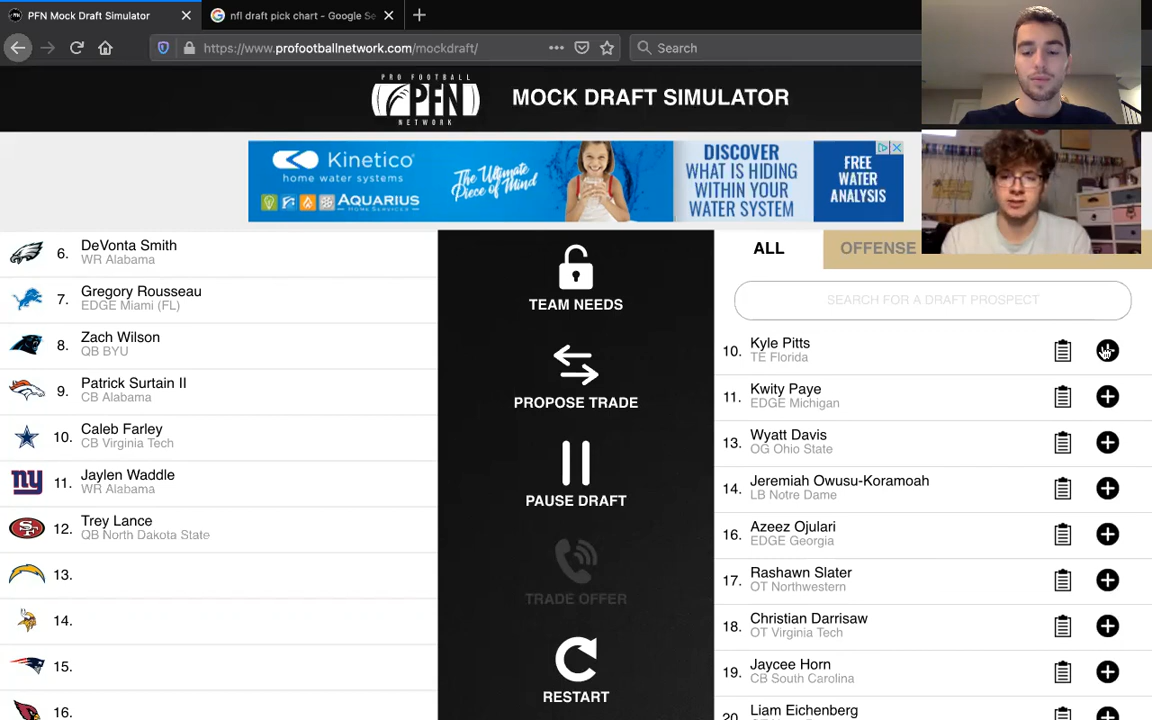 PFN Mock Draft Simulator
nfl draft pick chart - Google Se
https://www.profootballnetwork.com/mockdraft/
Search
PRO FOOTBALL
PFN
NETWORK
MOCK DRAFT SIMULATOR
Kinetico
home water systems
AQUARIUS
HOME SERVICES
The Ultimate
Piece of Mind
DISCOVER
WHAT IS HIDING
WITHIN YOUR
WATER SYSTEM
FREE
WATER
ANALYSIS
6. DeVonta Smith
WR Alabama
7. Gregory Rousseau
EDGE Miami (FL)
8. Zach Wilson
QB BYU
9. Patrick Surtain II
CB Alabama
10. Caleb Farley
CB Virginia Tech
ny 11. Jaylen Waddle
WR Alabama
SF 12. Trey Lance
QB North Dakota State
13.
14.
15.
16.
TEAM NEEDS
PROPOSE TRADE
PAUSE DRAFT
TRADE OFFER
RESTART
ALL
OFFENSE
SEARCH FOR A DRAFT PROSPECT
10. Kyle Pitts
TE Florida
11. Kwity Paye
EDGE Michigan
13. Wyatt Davis
OG Ohio State
14. Jeremiah Owusu-Koramoah
LB Notre Dame
16. Azeez Ojulari
EDGE Georgia
17. Rashawn Slater
OT Northwestern
18. Christian Darrisaw
OT Virginia Tech
19. Jaycee Horn
CB South Carolina
20. Liam Eichenberg